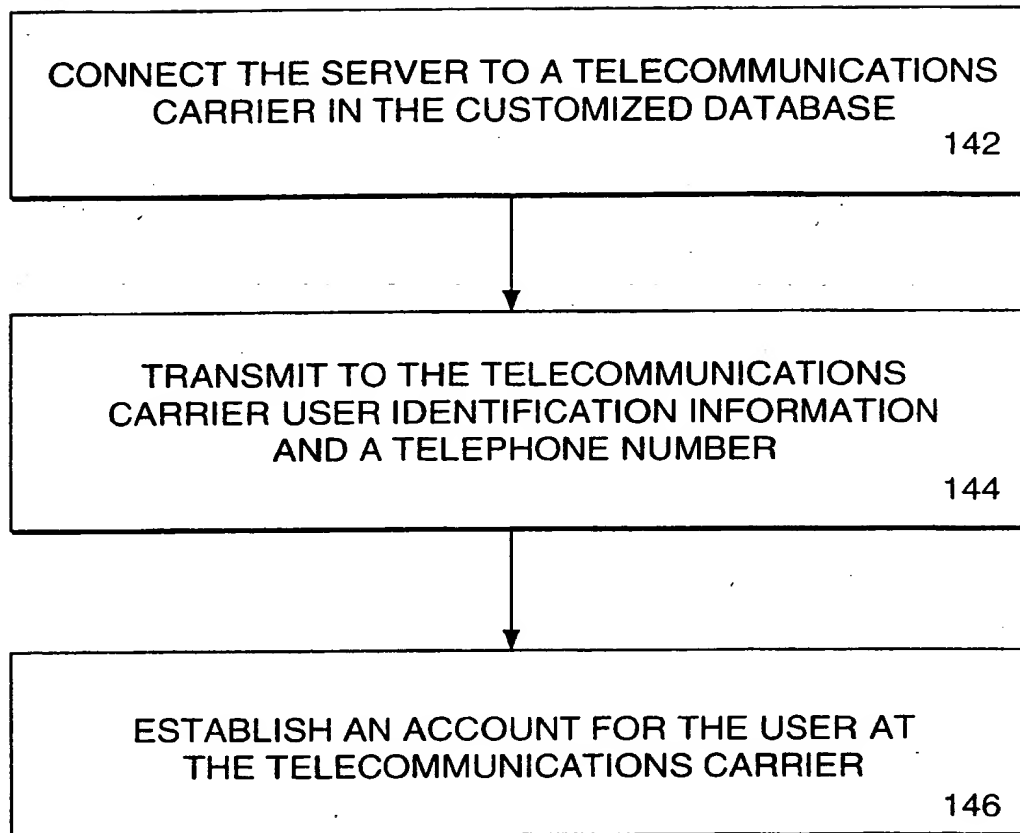 CONNECT THE SERVER TO A TELECOMMUNICATIONS
CARRIER IN THE CUSTOMIZED DATABASE
142
TRANSMIT TO THE TELECOMMUNICATIONS
CARRIER USER IDENTIFICATION INFORMATION
AND A TELEPHONE NUMBER
144
ESTABLISH AN ACCOUNT FOR THE USER AT
THE TELECOMMUNICATIONS CARRIER
146